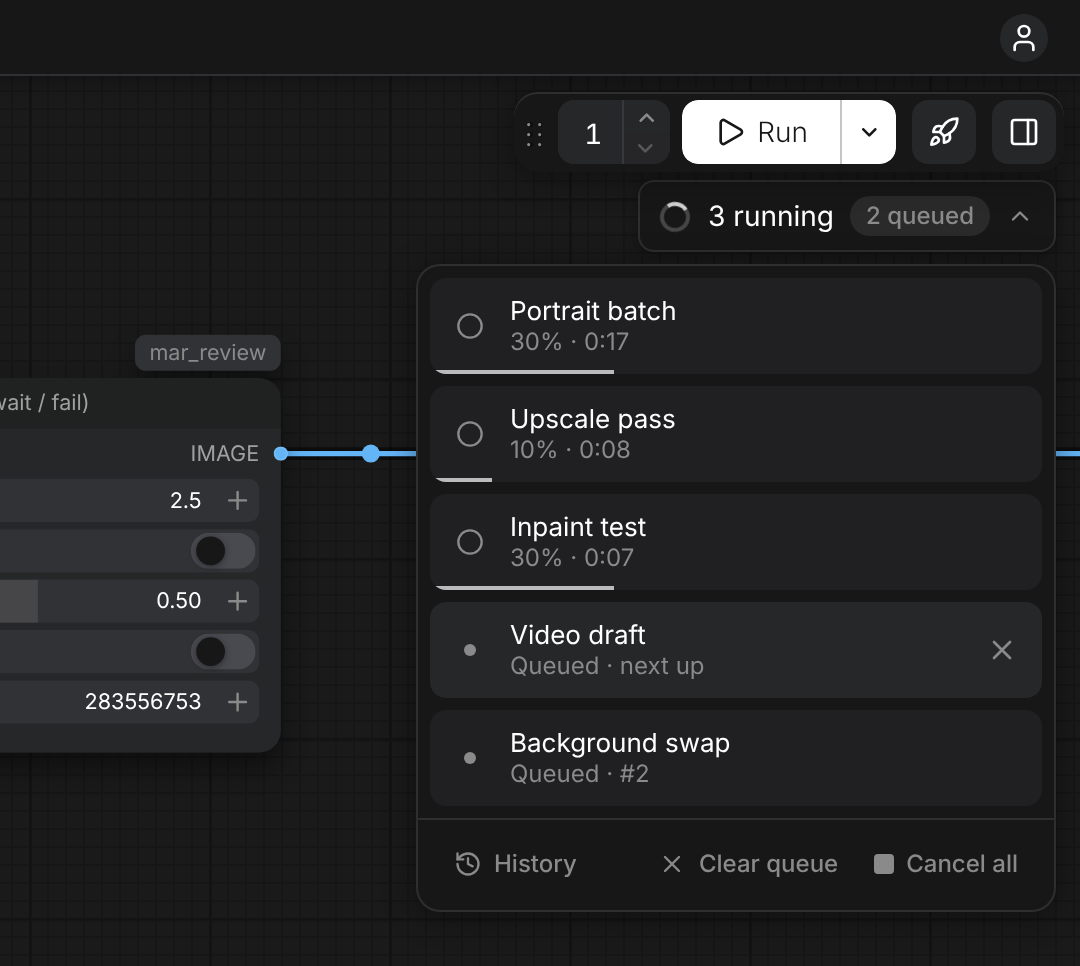 1
Run
3 running
2 queued
Portrait batch
30% · 0:17
Upscale pass
10% · 0:08
Inpaint test
30% · 0:07
Video draft
Queued · next up
Background swap
Queued · #2
History
Clear queue
Cancel all
mar_review
/ fail)
IMAGE
2.5
0.50
283556753